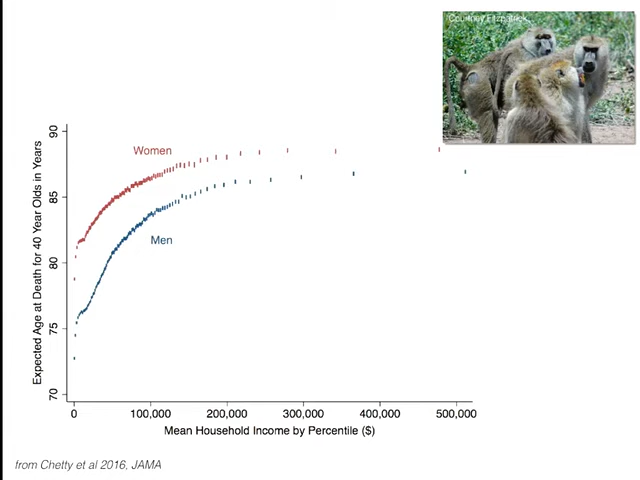 Courtney Fitzpatrick
Expected Age at Death for 40 Year Olds in Years
90
85
80
75
70
Women
Men
0
100,000
200,000
300,000
400,000
500,000
Mean Household Income by Percentile ($)
from Chetty et al 2016, JAMA